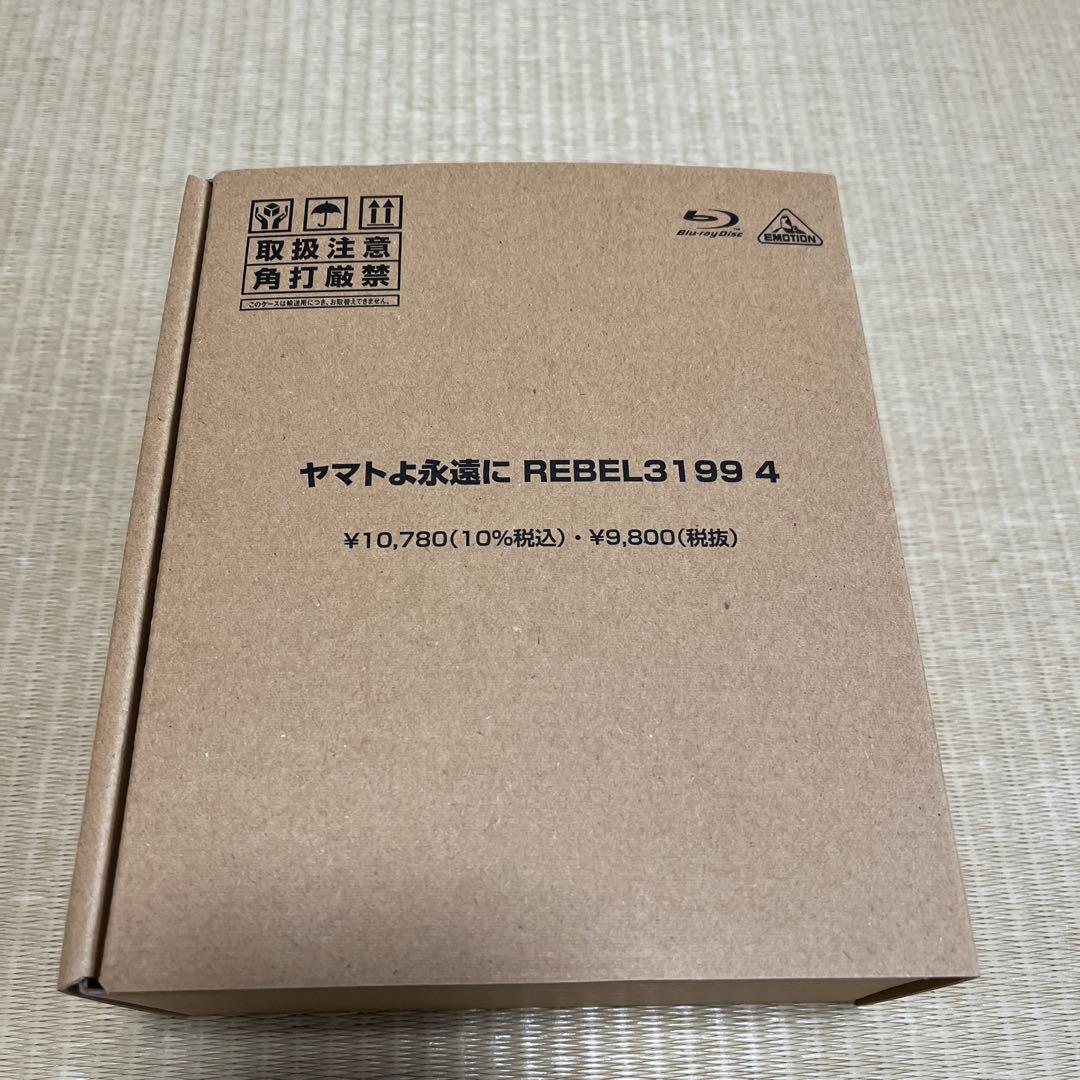 取扱注意
角打厳禁
このケースは輸送用につき、お取替えできません。
Blu-ray Disc
TM
EMOTION
ヤマトよ永遠に REBEL3199 4
¥10,780(10%税込)・¥9,800(税抜)